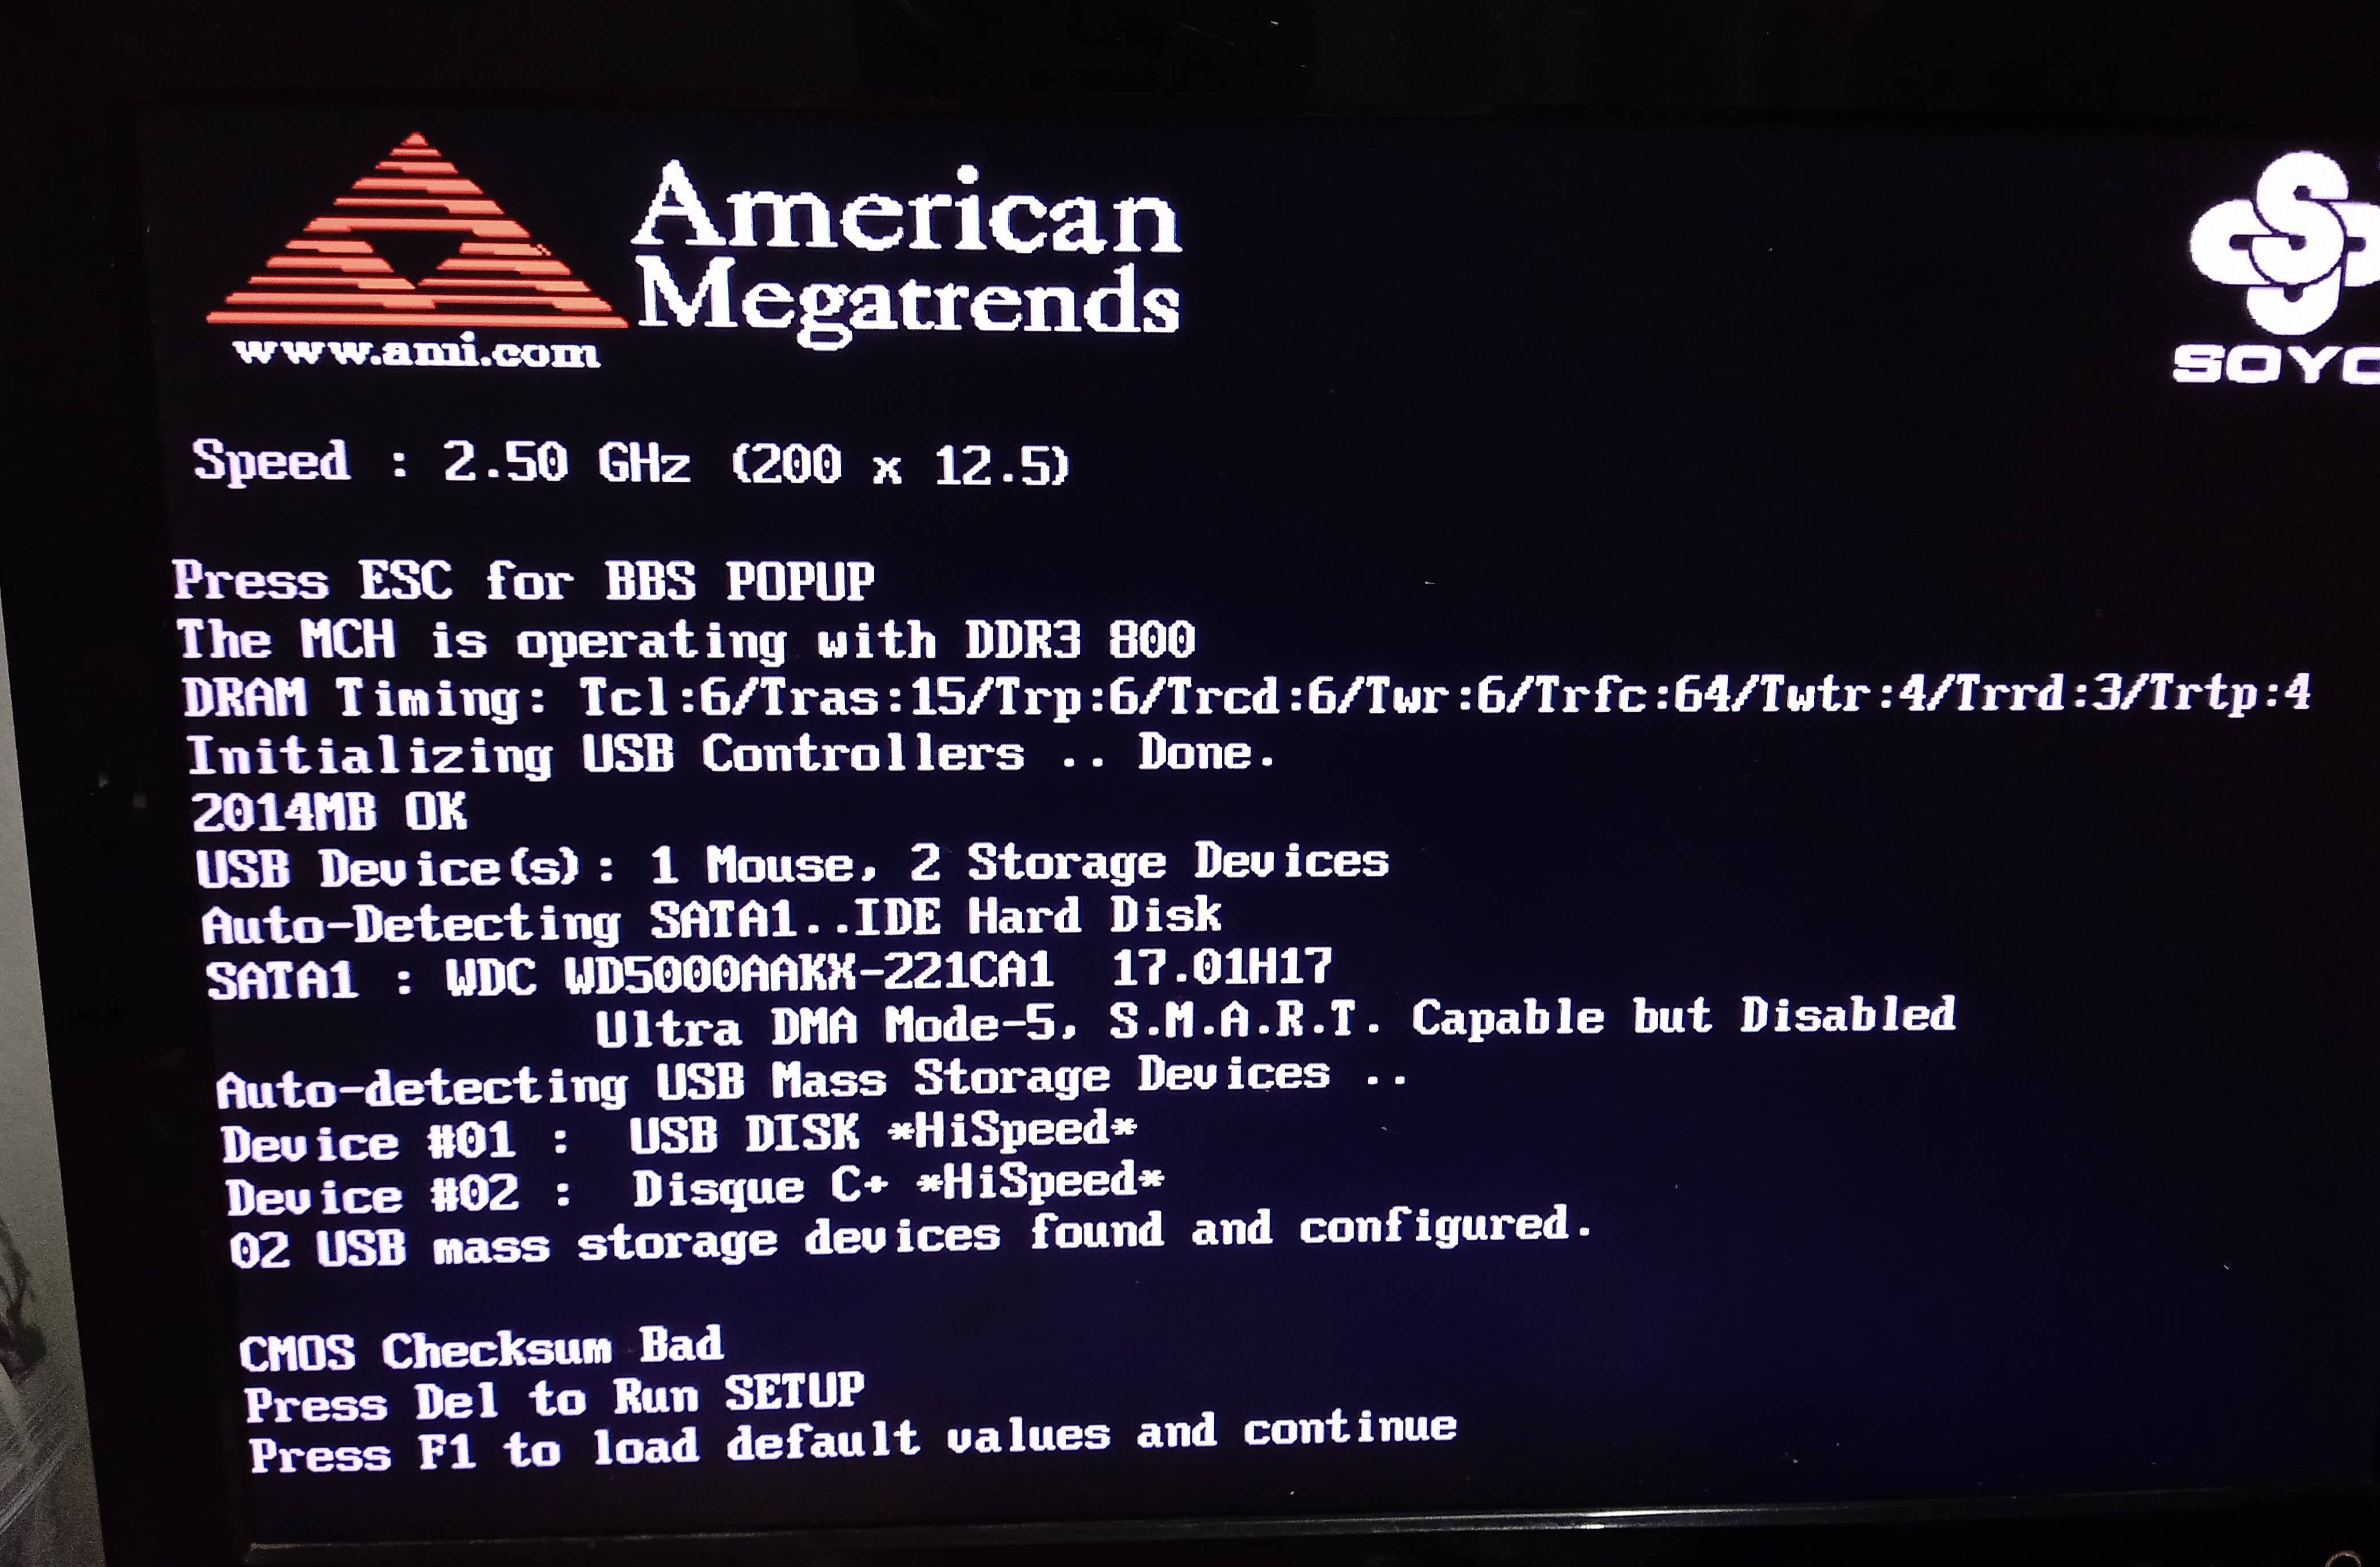 American
Megatrends
www.ami.com
SOYO
Speed : 2.50 GHz (200 x 12.5)
Press ESC for BBS POPUP
The MCH is operating with DDR3 800
DRAM Timing: Tcl:6/Tras:15/Trp:6/Trcd:6/Twr:6/Trfc:64/Twtr:4/Trrd:3/Trtp:4
Initializing USB Controllers .. Done.
2014MB OK
USB Device(s): 1 Mouse, 2 Storage Devices
Auto-Detecting SATA1..IDE Hard Disk
SATA1 : WDC WD5000AAKX-221CA1 17.01H17
Ultra DMA Mode-5, S.M.A.R.T. Capable but Disabled
Auto-detecting USB Mass Storage Devices ..
Device #01 : USB DISK *HiSpeed*
Device #02 : Disque C+ *HiSpeed*
02 USB mass storage devices found and configured.
CMOS Checksum Bad
Press Del to Run SETUP
Press F1 to load default values and continue